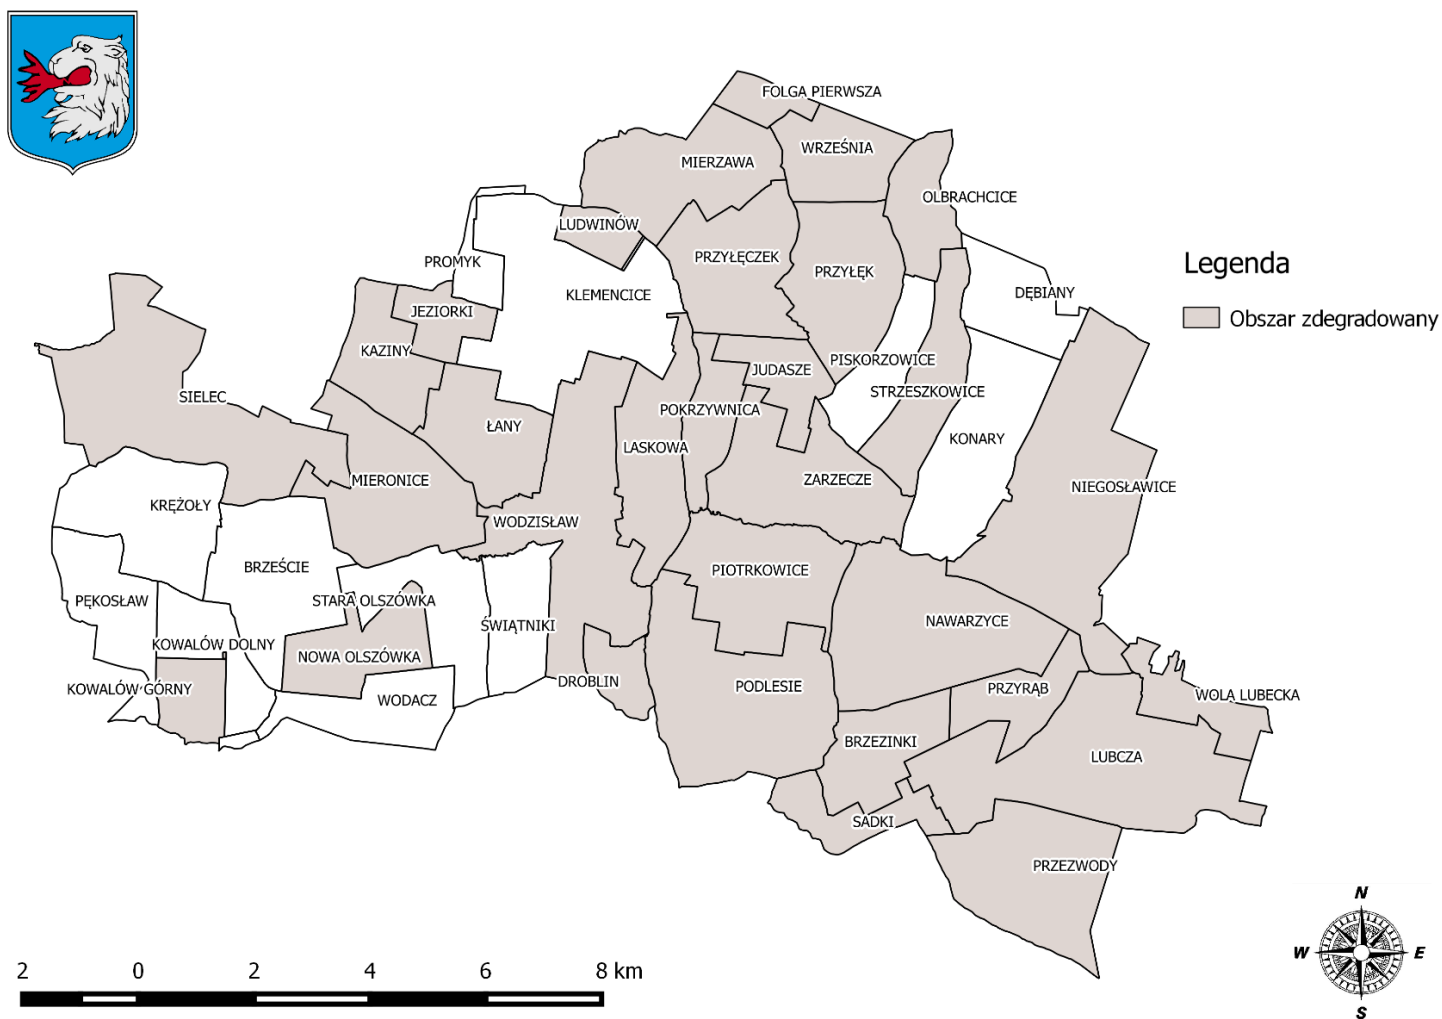 FOLGA PIERWSZA
WRZEŚNIA
MIERZAWA
OLBRACHCICE
LUDWINÓW
PRZYŁĘCZEK
PROMYK
PRZYŁĘK
Legenda
KLEMENCICE
DĘBIANY
JEZIORKI
Obszar zdegradowany
KAZINY
PISKORZOWICE
JUDASZE
STRZESZKOWICE
SIELEC
POKRZYWNICA
ŁANY
KONARY
LASKOWA
MIERONICE
ZARZECZE
NIEGOSŁAWICE
KRĘŻOŁY
WODZISŁAW
BRZEŚCIE
PIOTRKOWICE
PĘKOSŁAW
STARA OLSZÓWKA
NAWARZYCE
ŚWIĄTNIKI
KOWALÓW DOLNY
NOWA OLSZÓWKA
DROBLIN
PODLESIE
PRZYRĄB
KOWALÓW GÓRNY
WOLA LUBECKA
WODACZ
BRZEZINKI
LUBCZA
SADKI
PRZEZWODY
N
W E
S
2 0 2 4 6 8 km